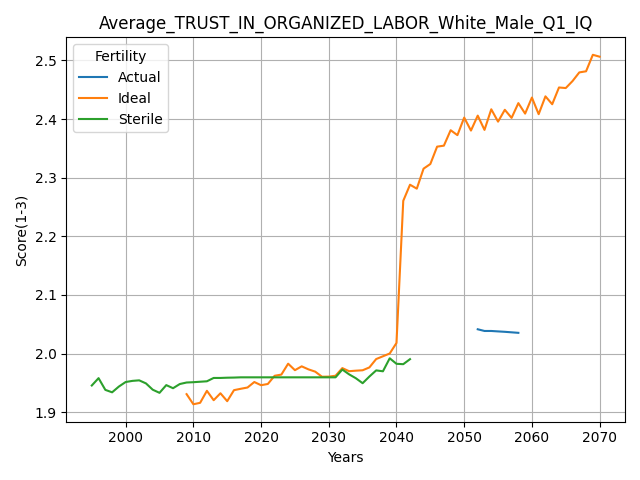 Average_TRUST_IN_ORGANIZED_LABOR_White_Male_Q1_IQ
Fertility
Actual
Ideal
Sterile
Score(1-3)
2.5
2.4
2.3
2.2
2.1
2.0
1.9
2000 2010 2020 2030 2040 2050 2060 2070
Years